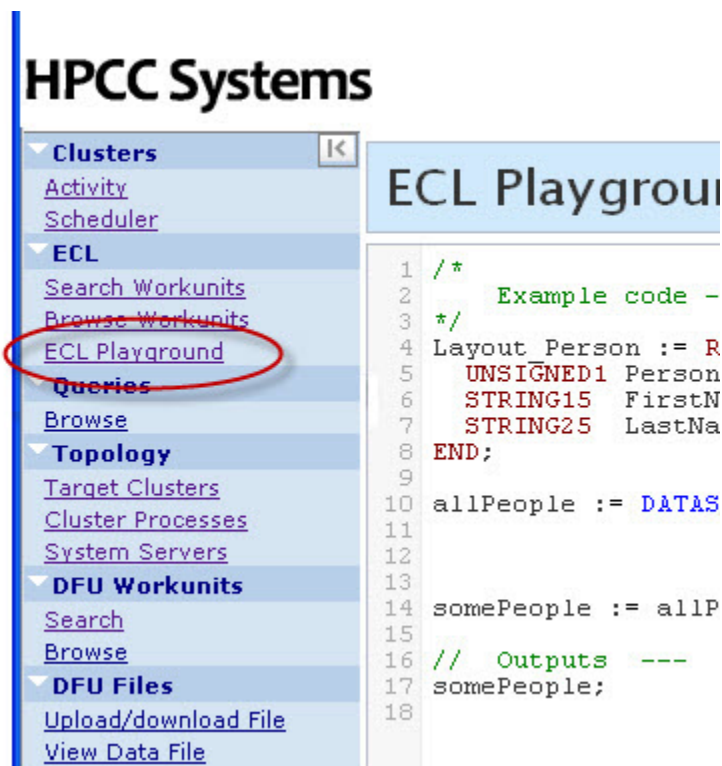 HPCC Systems
Clusters
Activity
Scheduler
ECL
Search Workunits
Browse Workunits
ECL Playground
Queries
Browse
Topology
Target Clusters
Cluster Processes
System Servers
DFU Workunits
Search
Browse
DFU Files
Upload/download File
View Data File
ECL Playgroun
1 /*
2 Example code -
3 */
4 Layout_Person := R
5 UNSIGNED1 Person
6 STRING15 FirstN
7 STRING25 LastNa
8 END;
9
10 allPeople := DATAS
11
12
13
14 somePeople := allP
15
16 // Outputs ---
17 somePeople;
18